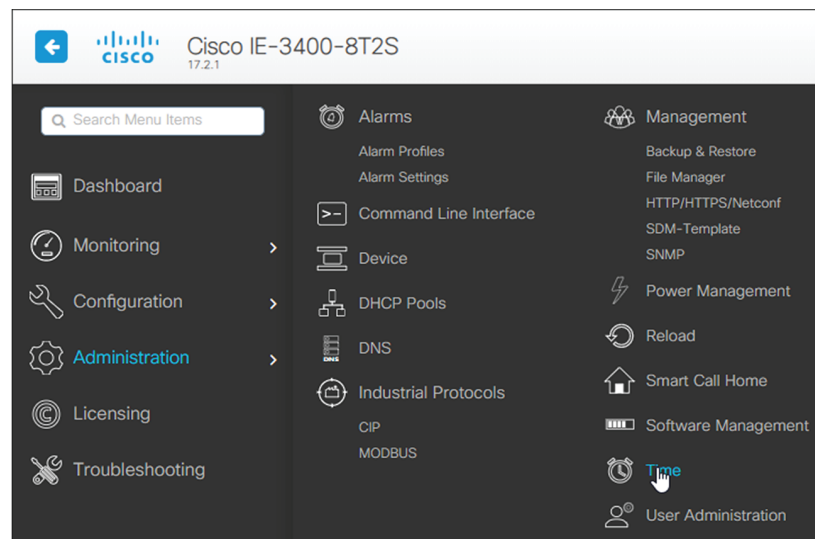 CISCO
Cisco IE-3400-8T2S
17.2.1
Search Menu Items
Dashboard
Monitoring
Configuration
Administration
Licensing
Troubleshooting
Alarms
Alarm Profiles
Alarm Settings
Command Line Interface
Device
DHCP Pools
DNS
DNS
Industrial Protocols
CIP
MODBUS
Management
Backup & Restore
File Manager
HTTP/HTTPS/Netconf
SDM-Template
SNMP
Power Management
Reload
Smart Call Home
Software Management
Time
User Administration